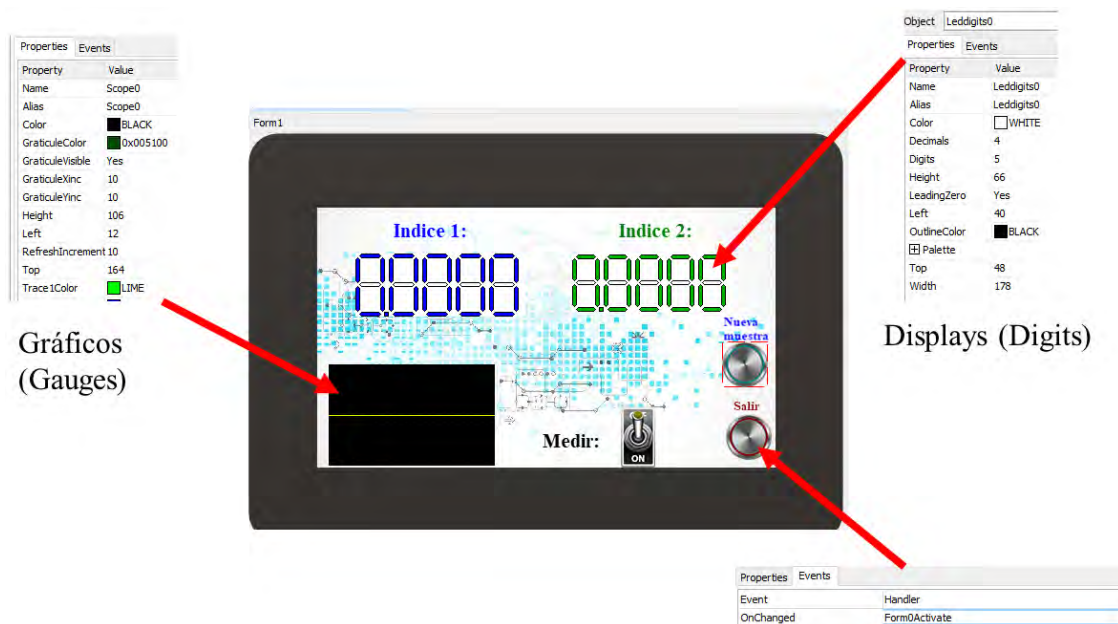 Properties Events
Property Value
Name Scope0
Alias Scope0
Color BLACK
GraticuleColor 0x005100
GraticuleVisible Yes
GraticuleXinc 10
GraticuleYinc 10
Height 106
Left 12
RefreshIncrement 10
Top 164
Trace1Color LIME
Gráficos
(Gauges)
Form1
Indice 1:
Indice 2:
Nueva
muestra
Salir
Medir:
ON
Object Leddigits0
Properties Events
Property Value
Name Leddigits0
Alias Leddigits0
Color WHITE
Decimals 4
Digits 5
Height 66
LeadingZero Yes
Left 40
OutlineColor BLACK
Palette
Top 48
Width 178
Displays (Digits)
Properties Events
Event Handler
OnChanged Form0Activate